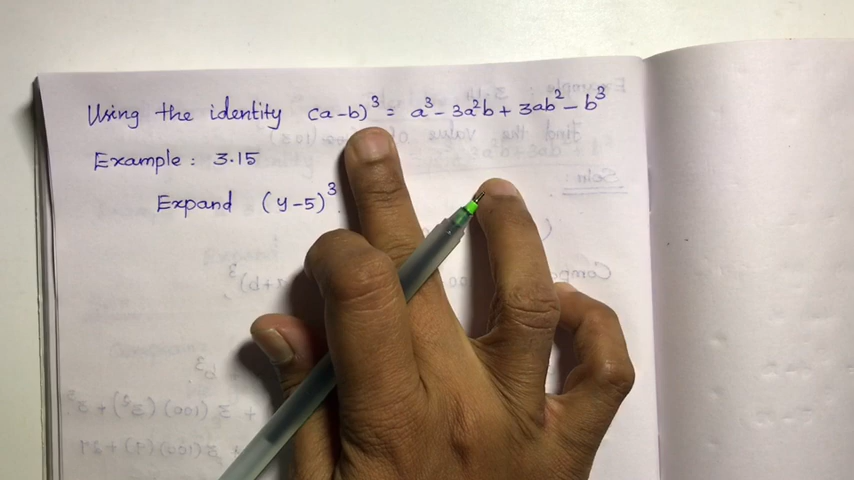 Using the identity (a-b)³ = a³ - 3a²b + 3ab² - b³
Example : 3.15
Expand (y-5)³.